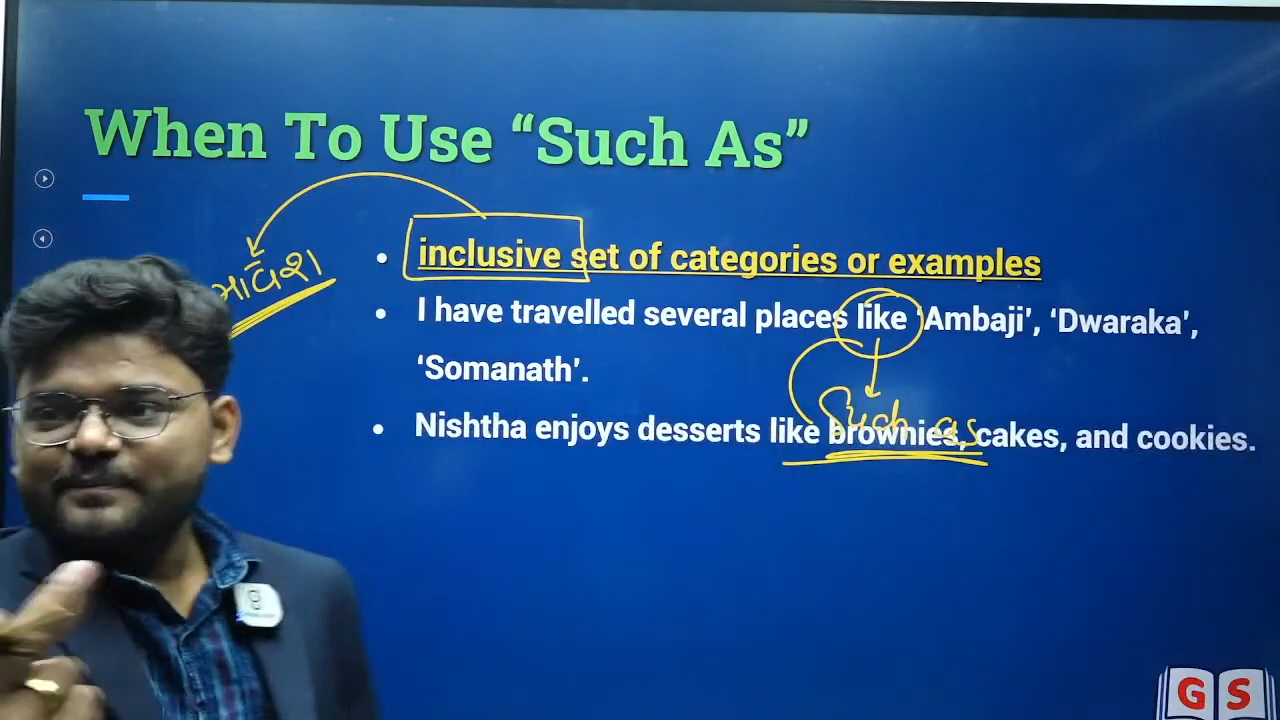 When To Use “Such As”
inclusive set of categories or examples
I have travelled several places like ‘Ambaji’, ‘Dwaraka’,
‘Somanath’.
Such as
Nishtha enjoys desserts like brownies, cakes, and cookies.
GS